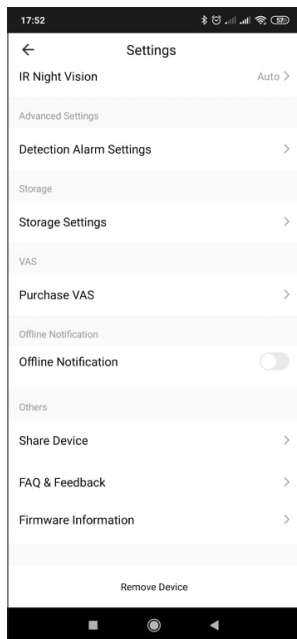 17:52
57
Settings
IR Night Vision Auto
Advanced Settings
Detection Alarm Settings
Storage
Storage Settings
VAS
Purchase VAS
Offline Notification
Offline Notification
Others
Share Device
FAQ & Feedback
Firmware Information
Remove Device